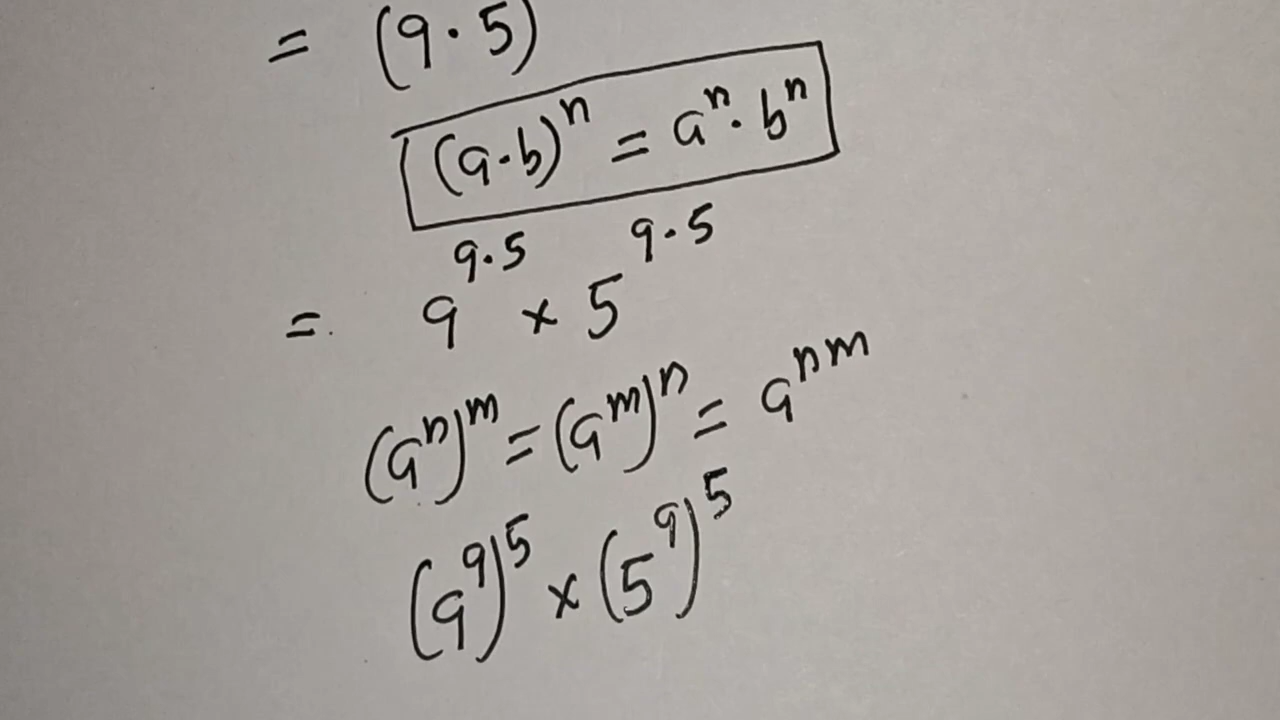 = (9·5)
(a·b)^n = a^n · b^n
= 9^{9·5} × 5^{9·5}
(a^n)^m = (a^m)^n = a^{nm}
(9^9)^5 × (5^9)^5